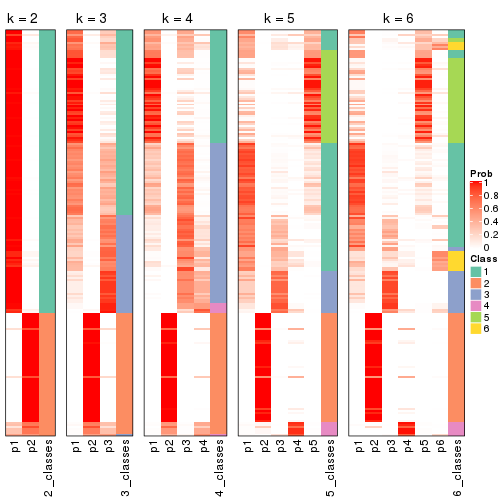 k = 2 k = 3 k = 4 k = 5 k = 6
Prob
1
0.8
0.6
0.4
0.2
0
Class
1
2
3
4
5
6
p1 p2 2_classes
p1 p2 p3 3_classes
p1 p2 p3 p4 4_classes
p1 p2 p3 p4 p5 5_classes
p1 p2 p3 p4 p5 p6 6_classes